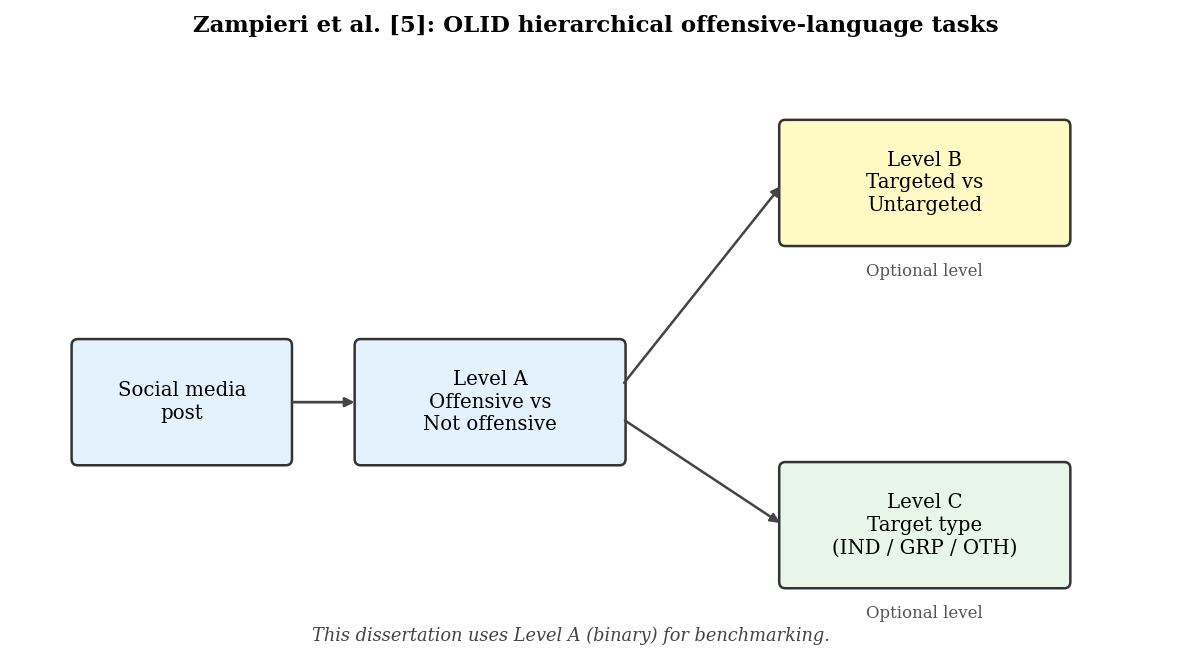 Zampieri et al. [5]: OLID hierarchical offensive-language tasks
Level B
Targeted vs
Untargeted
Optional level
Social media
post
Level A
Offensive vs
Not offensive
Level C
Target type
(IND / GRP / OTH)
Optional level
This dissertation uses Level A (binary) for benchmarking.